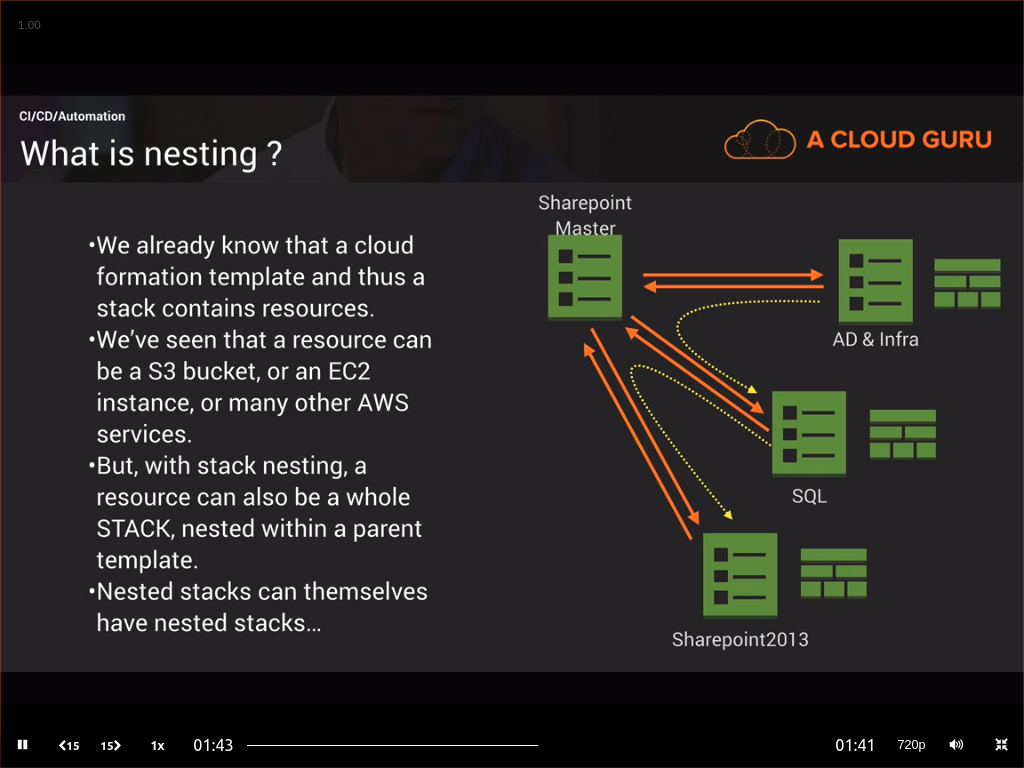 1.00
CI/CD/Automation
What is nesting ?
A CLOUD GURU
•We already know that a cloud
formation template and thus a
stack contains resources.
•We’ve seen that a resource can
be a S3 bucket, or an EC2
instance, or many other AWS
services.
•But, with stack nesting, a
resource can also be a whole
STACK, nested within a parent
template.
•Nested stacks can themselves
have nested stacks…
Sharepoint
Master
AD & Infra
SQL
Sharepoint2013
15 15 1x 01:43 01:41 720p